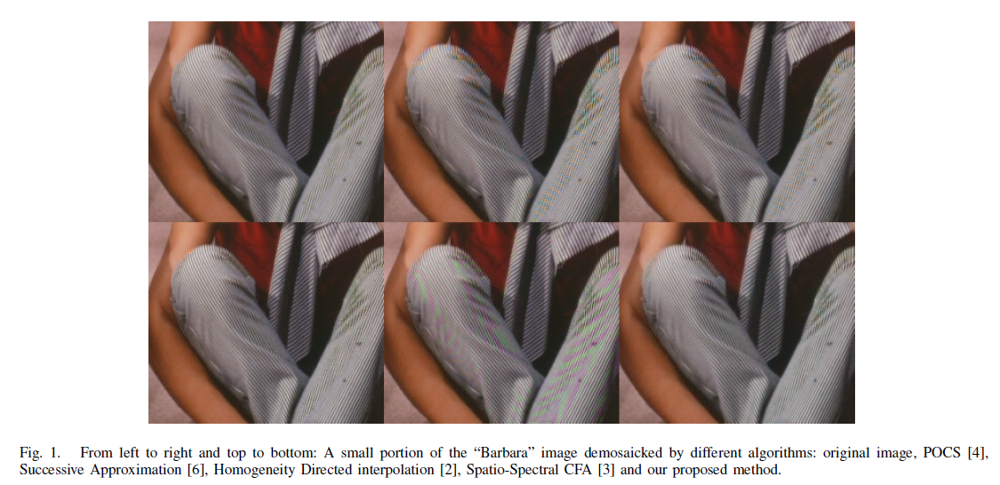 Fig. 1. From left to right and top to bottom: A small portion of the “Barbara” image demosaicked by different algorithms: original image, POCS [4],
Successive Approximation [6], Homogeneity Directed interpolation [2], Spatio-Spectral CFA [3] and our proposed method.